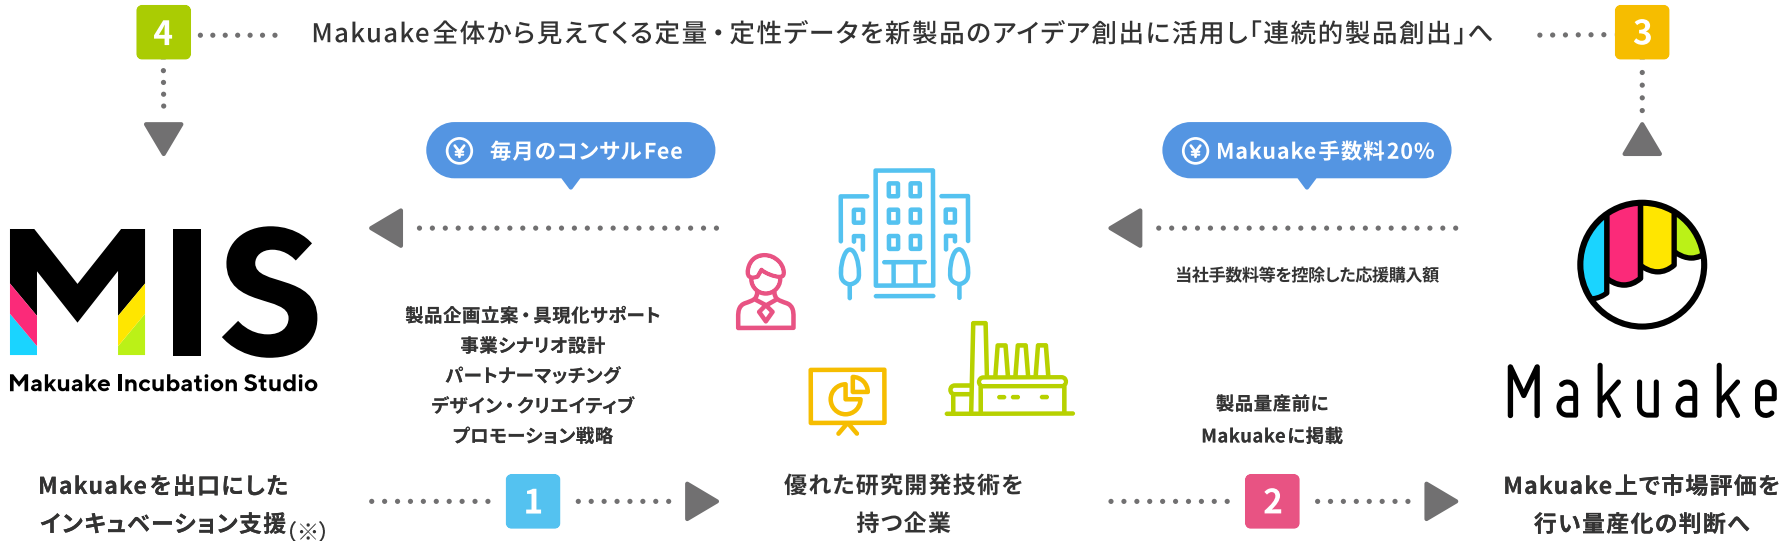 4
Makuake全体から見えてくる定量・定性データを新製品のアイデア創出に活用し「連続的製品創出」へ
3
¥ 毎月のコンサルFee
¥ Makuake手数料20%
MIS
Makuake Incubation Studio
製品企画立案・具現化サポート
事業シナリオ設計
パートナーマッチング
デザイン・クリエイティブ
プロモーション戦略
当社手数料等を控除した応援購入額
製品量産前に
Makuakeに掲載
Makuake
Makuakeを出口にした
インキュベーション支援(※)
1
優れた研究開発技術を
持つ企業
2
Makuake上で市場評価を
行い量産化の判断へ